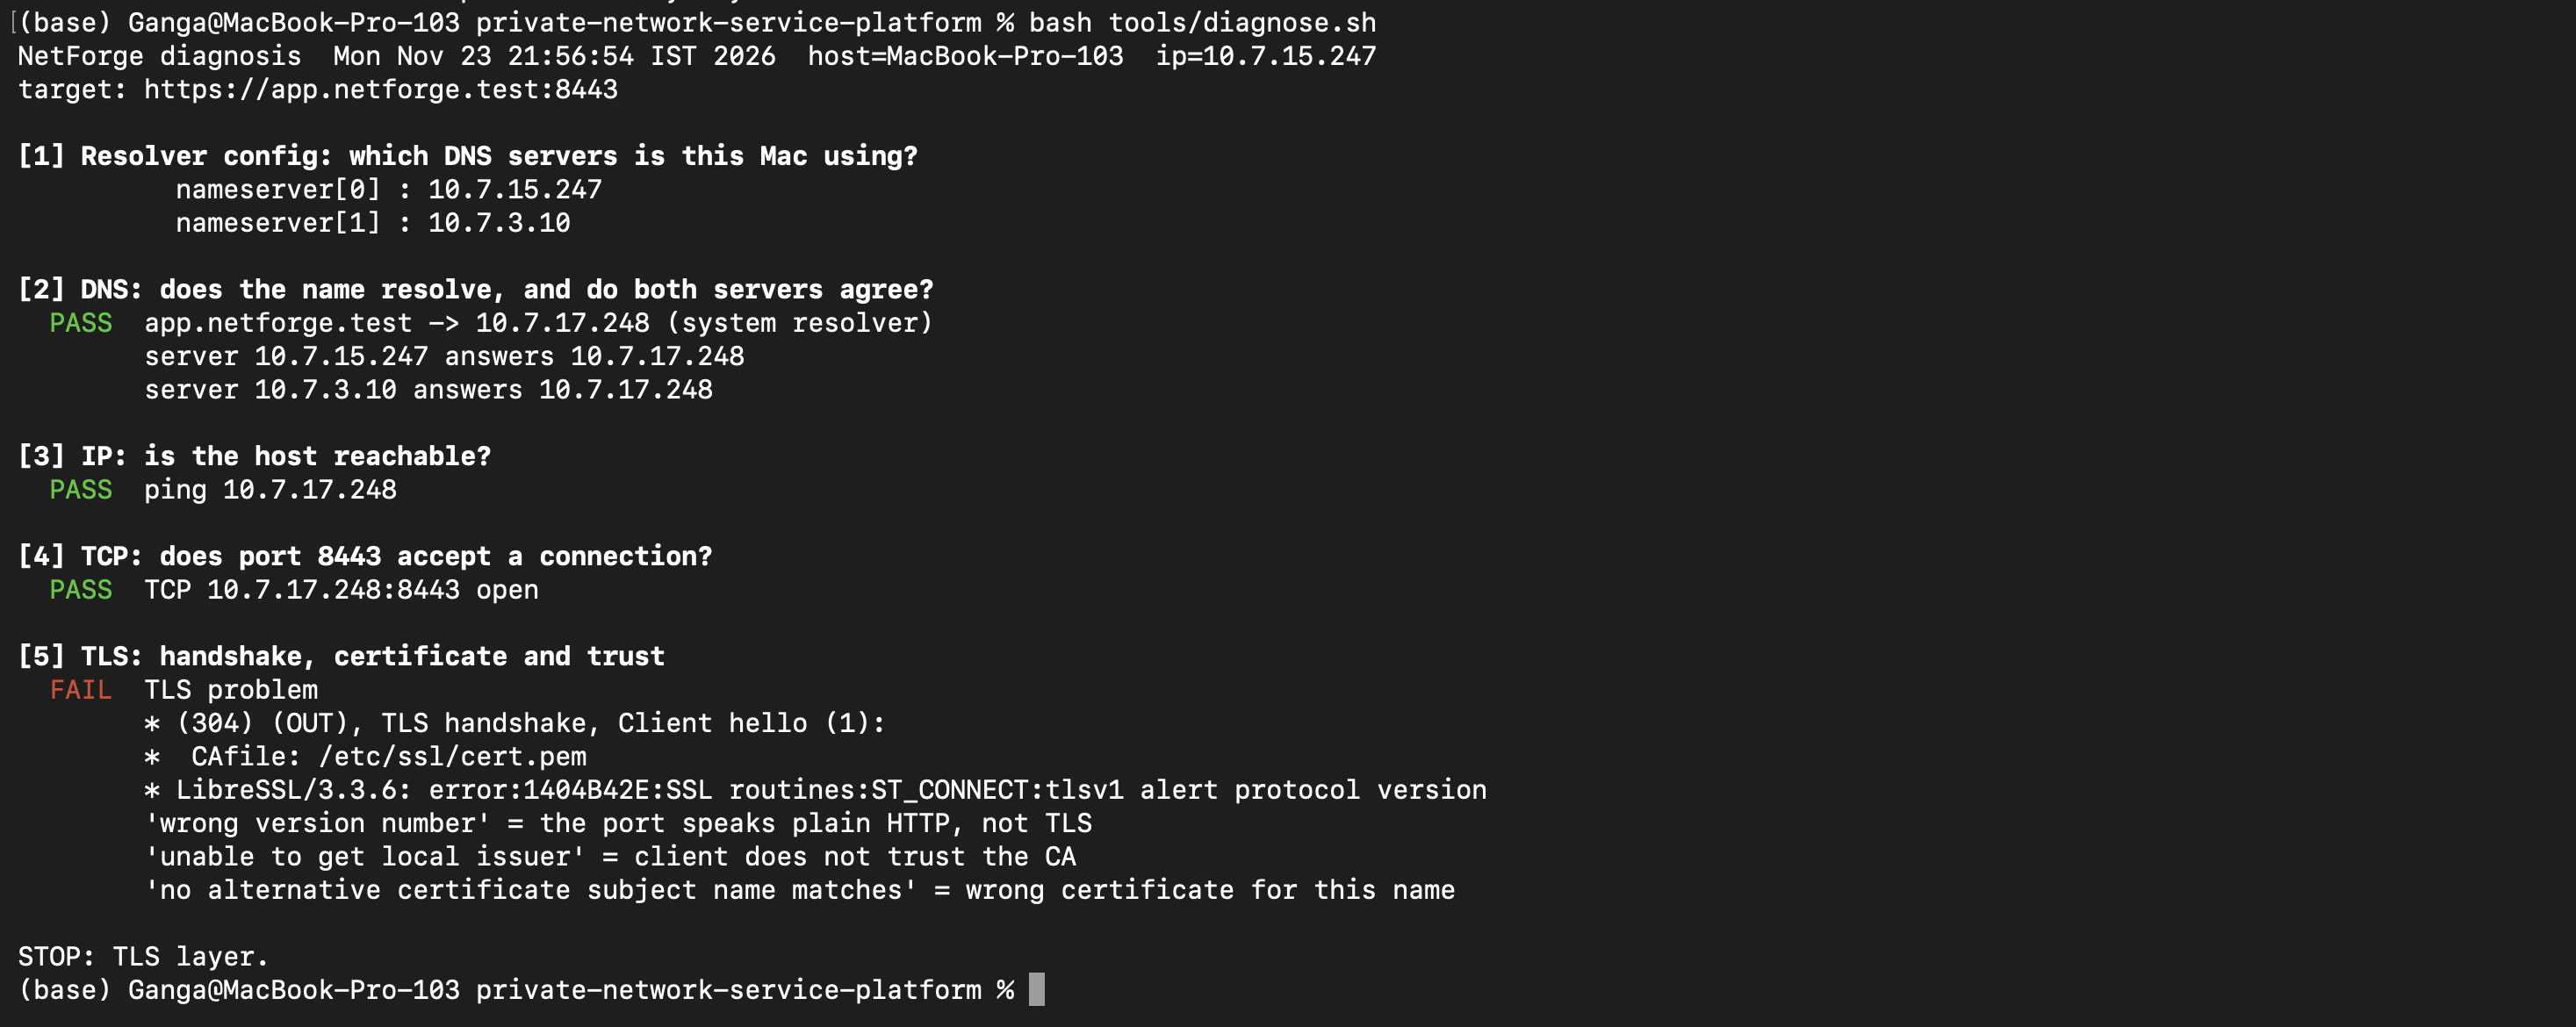 [(base) Ganga@MacBook-Pro-103 private-network-service-platform % bash tools/diagnose.sh
NetForge diagnosis  Mon Nov 23 21:56:54 IST 2026  host=MacBook-Pro-103  ip=10.7.15.247
target: https://app.netforge.test:8443
[1] Resolver config: which DNS servers is this Mac using?
nameserver[0] : 10.7.15.247
nameserver[1] : 10.7.3.10
[2] DNS: does the name resolve, and do both servers agree?
PASS  app.netforge.test -> 10.7.17.248 (system resolver)
server 10.7.15.247 answers 10.7.17.248
server 10.7.3.10 answers 10.7.17.248
[3] IP: is the host reachable?
PASS  ping 10.7.17.248
[4] TCP: does port 8443 accept a connection?
PASS  TCP 10.7.17.248:8443 open
[5] TLS: handshake, certificate and trust
FAIL  TLS problem
* (304) (OUT), TLS handshake, Client hello (1):
*  CAfile: /etc/ssl/cert.pem
* LibreSSL/3.3.6: error:1404B42E:SSL routines:ST_CONNECT:tlsv1 alert protocol version
'wrong version number' = the port speaks plain HTTP, not TLS
'unable to get local issuer' = client does not trust the CA
'no alternative certificate subject name matches' = wrong certificate for this name
STOP: TLS layer.
(base) Ganga@MacBook-Pro-103 private-network-service-platform %